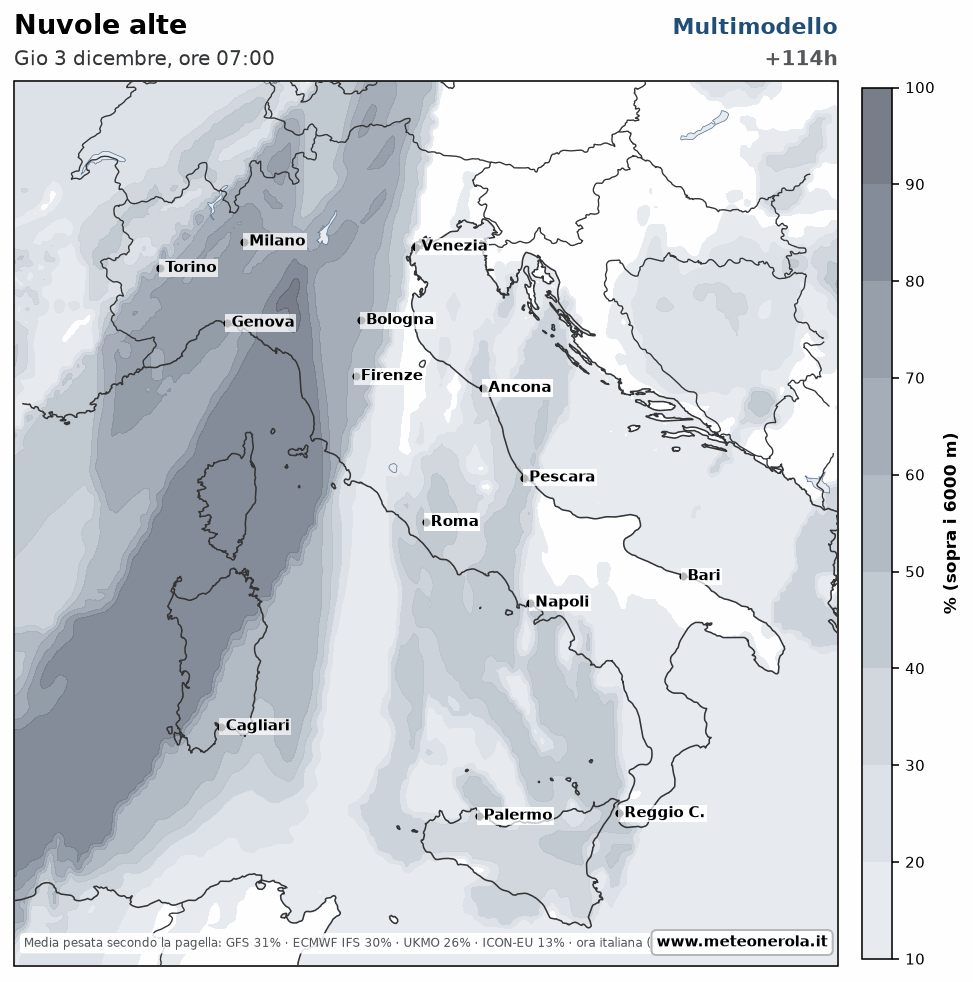 Nuvole alte
Multimodello
Gio 3 dicembre, ore 07:00
+114h
100
90
80
70
60
50
40
30
20
10
% (sopra i 6000 m)
Venezia
Milano
Torino
Bologna
Genova
Firenze
Ancona
Pescara
Roma
Bari
Napoli
Cagliari
Palermo
Reggio C.
Media pesata secondo la pagella: GFS 31% · ECMWF IFS 30% · UKMO 26% · ICON-EU 13% · ora italiana (
www.meteonerola.it